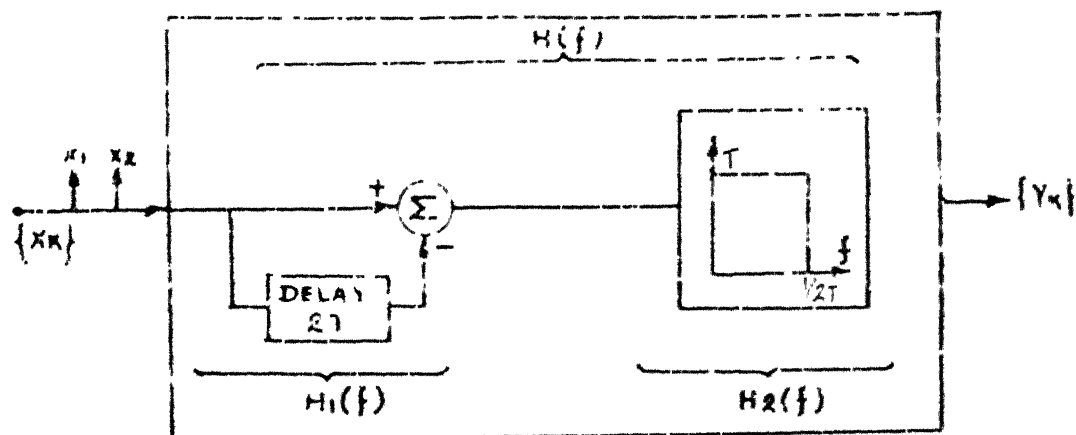 H(f)
x1 x2
{XK}
+
Σ
-
DELAY
2T
T
f
1/2T
{YK}
H1(f)
H2(f)